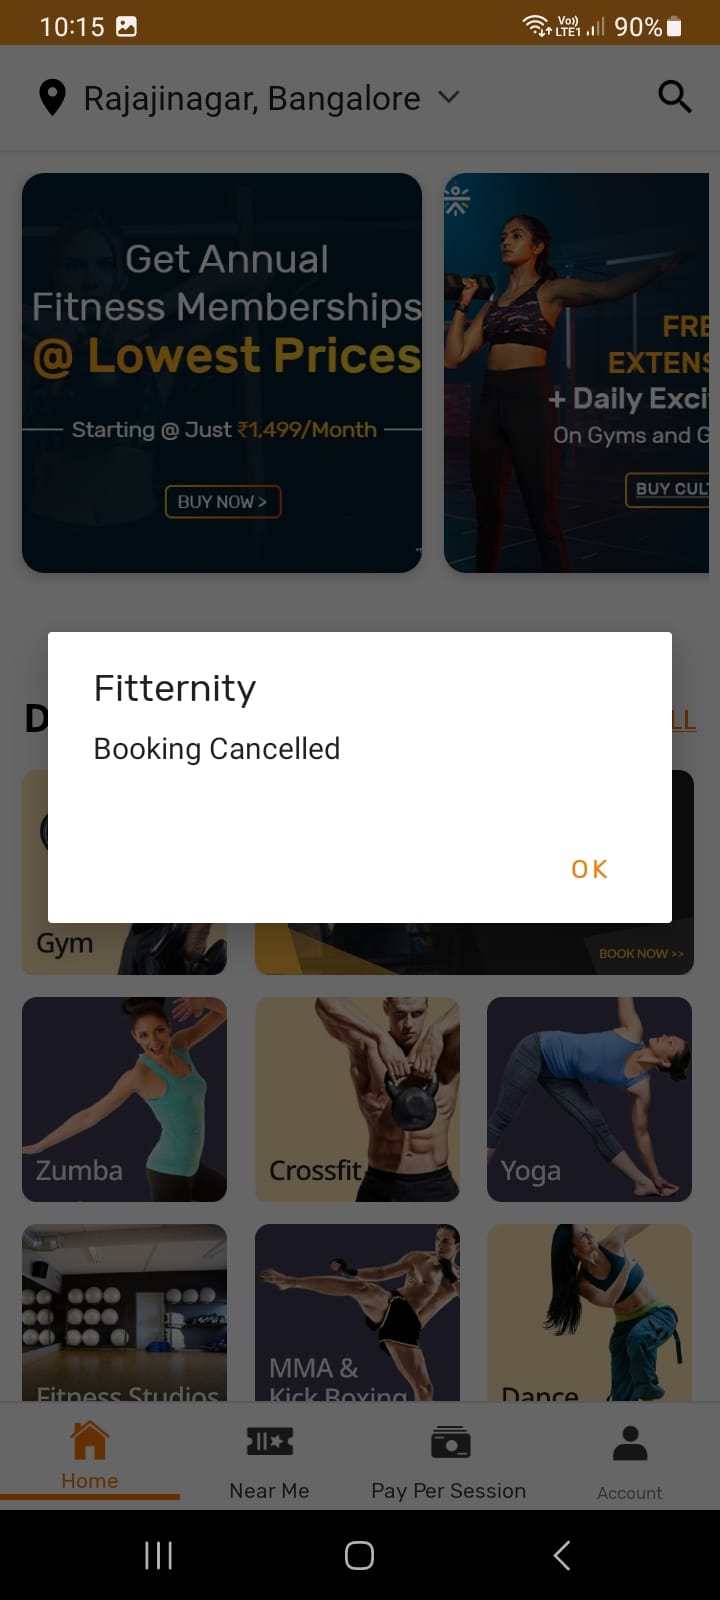 10:15
Vo))
LTE1
90%
Rajajinagar, Bangalore
Get Annual
Fitness Memberships
@ Lowest Prices
Starting @ Just ₹1,499/Month
BUY NOW >
FRE
EXTENS
+ Daily Exci
On Gyms and G
BUY CULT
D
LL
Fitternity
Booking Cancelled
OK
Gym
BOOK NOW >>
Zumba
Crossfit
Yoga
Fitness Studios
MMA &
Kick Boxing
Dance
Home
Near Me
Pay Per Session
Account